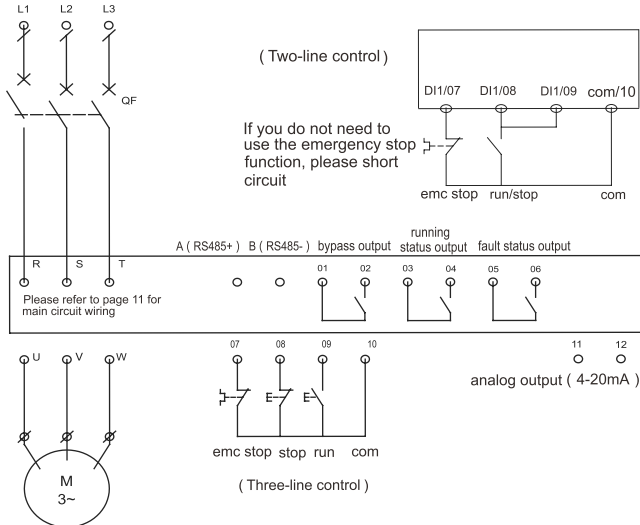 L1 L2 L3
QF
( Two-line control )
DI1/07 DI1/08 DI1/09 com/10
If you do not need to
use the emergency stop
function, please short
circuit
emc stop run/stop com
A ( RS485+ ) B ( RS485- ) bypass output
running
status output
fault status output
R S T
01 02 03 04 05 06
Please refer to page 11 for
main circuit wiring
U V W
07 08 09 10 11 12
analog output ( 4-20mA )
emc stop stop run com
( Three-line control )
M
3~